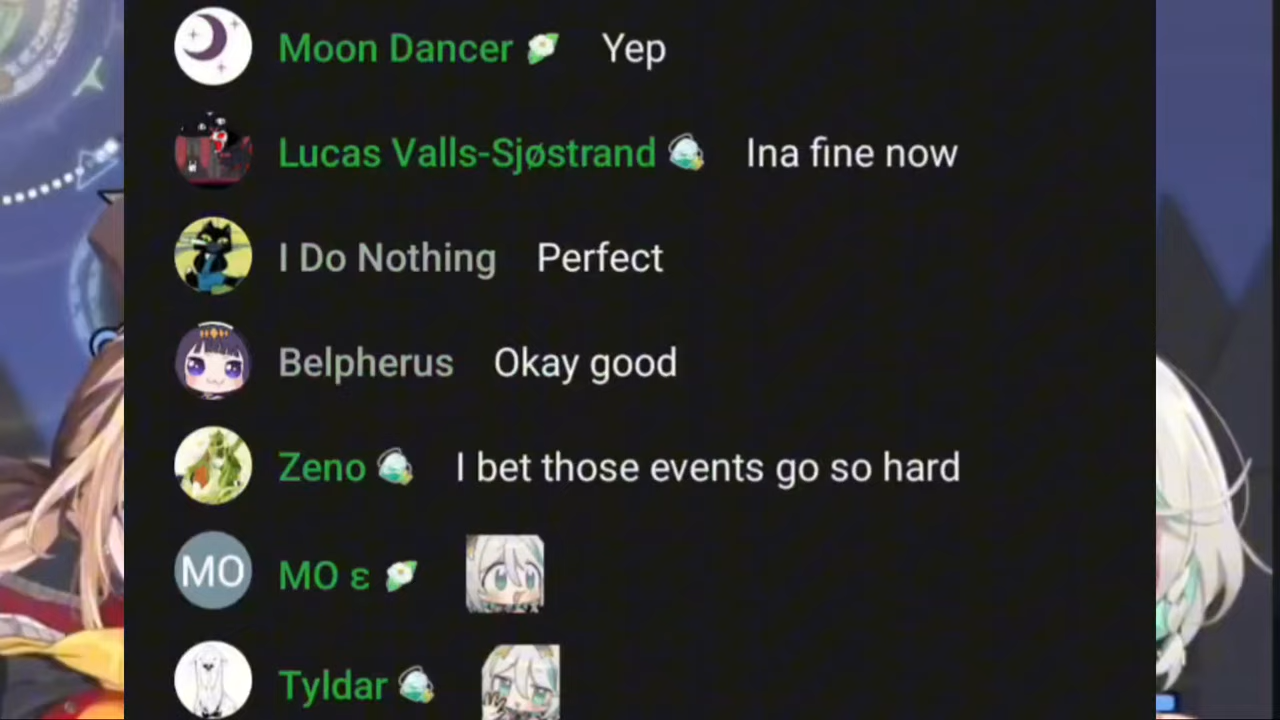 Moon Dancer Yep
Lucas Valls-Sjøstrand Ina fine now
I Do Nothing Perfect
Belpherus Okay good
Zeno I bet those events go so hard
MO MO ε
Tyldar